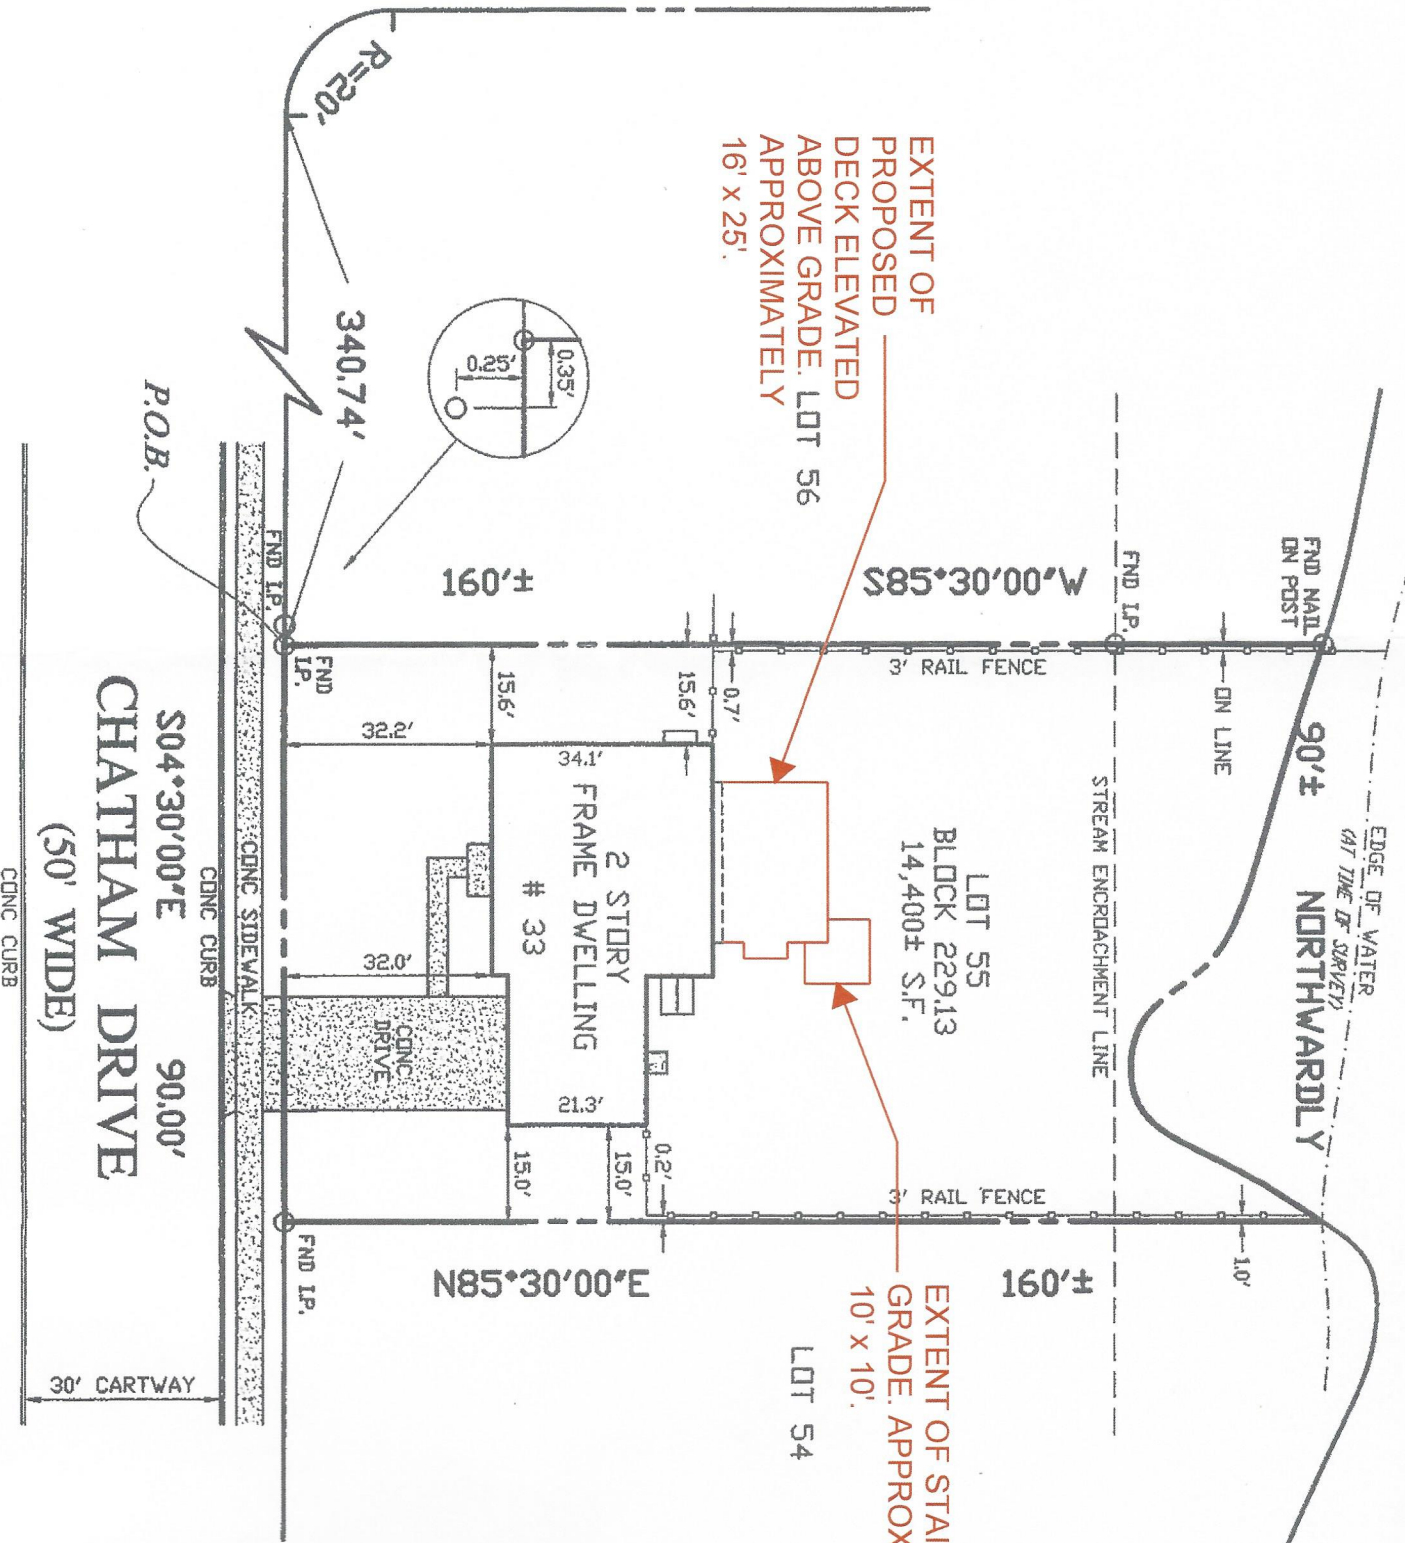 R=20'
340.74'
0.25'
0.35'
P.O.B.
EXTENT OF
PROPOSED
DECK ELEVATED
ABOVE GRADE.
APPROXIMATELY
16' x 25'.
LOT 56
160'±
S85°30'00"W
FND I.P.
FND NAIL
ON POST
FND I.P.
FND
I.P.
3' RAIL FENCE
ON LINE
90'±
NORTHWARDLY
EDGE OF WATER
(AT TIME OF SURVEY)
STREAM ENCROACHMENT LINE
15.6'
15.6'
0.7'
32.2'
34.1'
2 STORY
FRAME DWELLING
# 33
LOT 55
BLOCK 229.13
14,400± S.F.
32.0'
CONC
DRIVE
21.3'
15.0'
15.0'
0.2'
3' RAIL FENCE
1.0'
FND I.P.
N85°30'00"E
160'±
EXTENT OF
GRADE. APPROX
10' x 10'.
LOT 54
CONC SIDEWALK
CONC CURB
S04°30'00"E
90.00'
CHATHAM DRIVE
(50' WIDE)
30' CARTWAY
CONC CURB